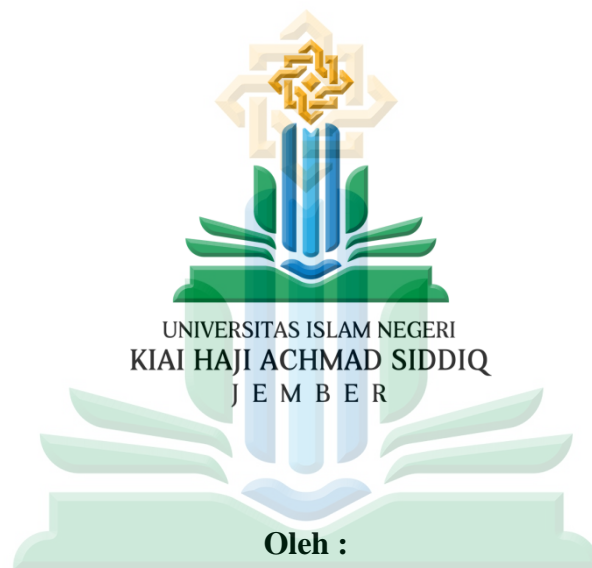 UNIVERSITAS ISLAM NEGERI
KIAI HAJI ACHMAD SIDDIQ
J E M B E R
Oleh :